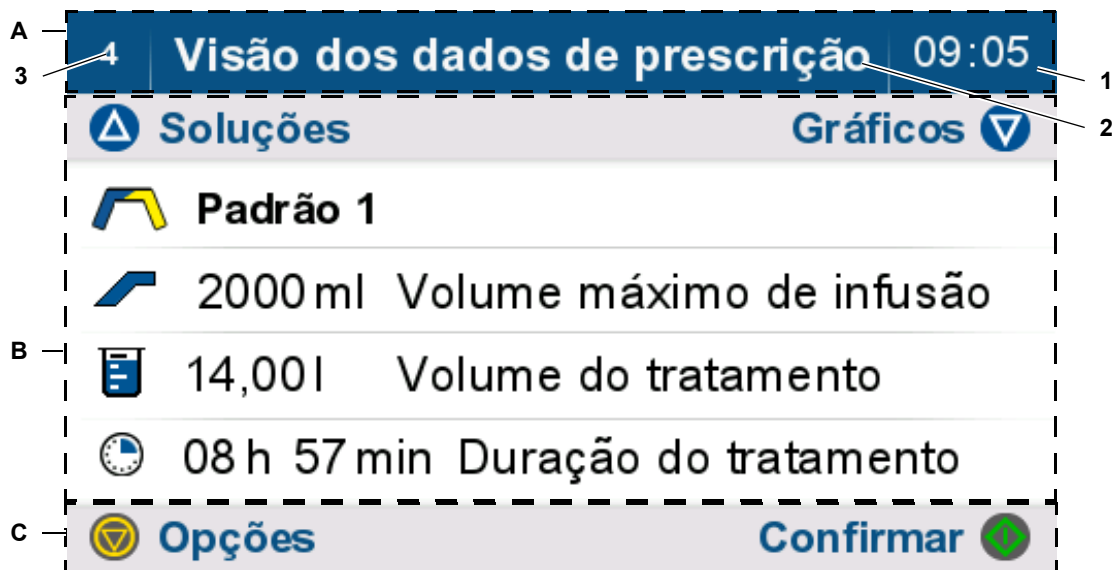 A
3
4 Visão dos dados de prescrição 09:05
1
2
Soluções Gráficos
Padrão 1
2000 ml Volume máximo de infusão
B
14,00 l Volume do tratamento
08 h 57 min Duração do tratamento
C
Opções Confirmar